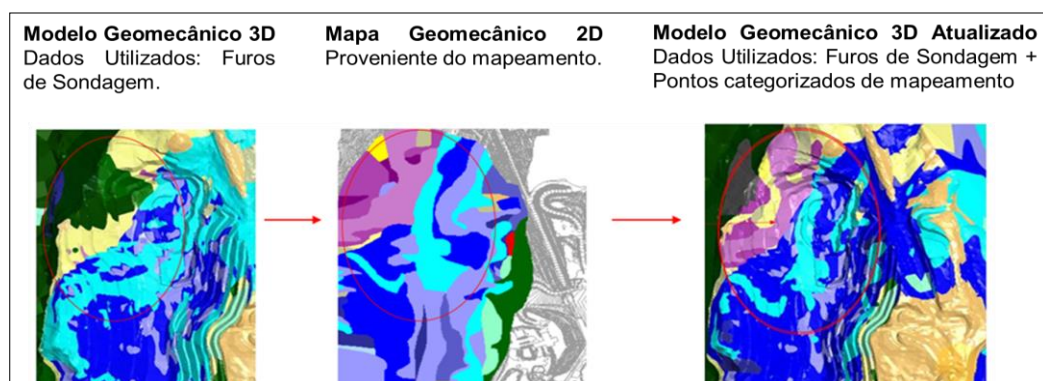 Modelo Geomecânico 3D
Dados Utilizados: Furos
de Sondagem.
Mapa Geomecânico 2D
Proveniente do mapeamento.
Modelo Geomecânico 3D Atualizado
Dados Utilizados: Furos de Sondagem +
Pontos categorizados de mapeamento